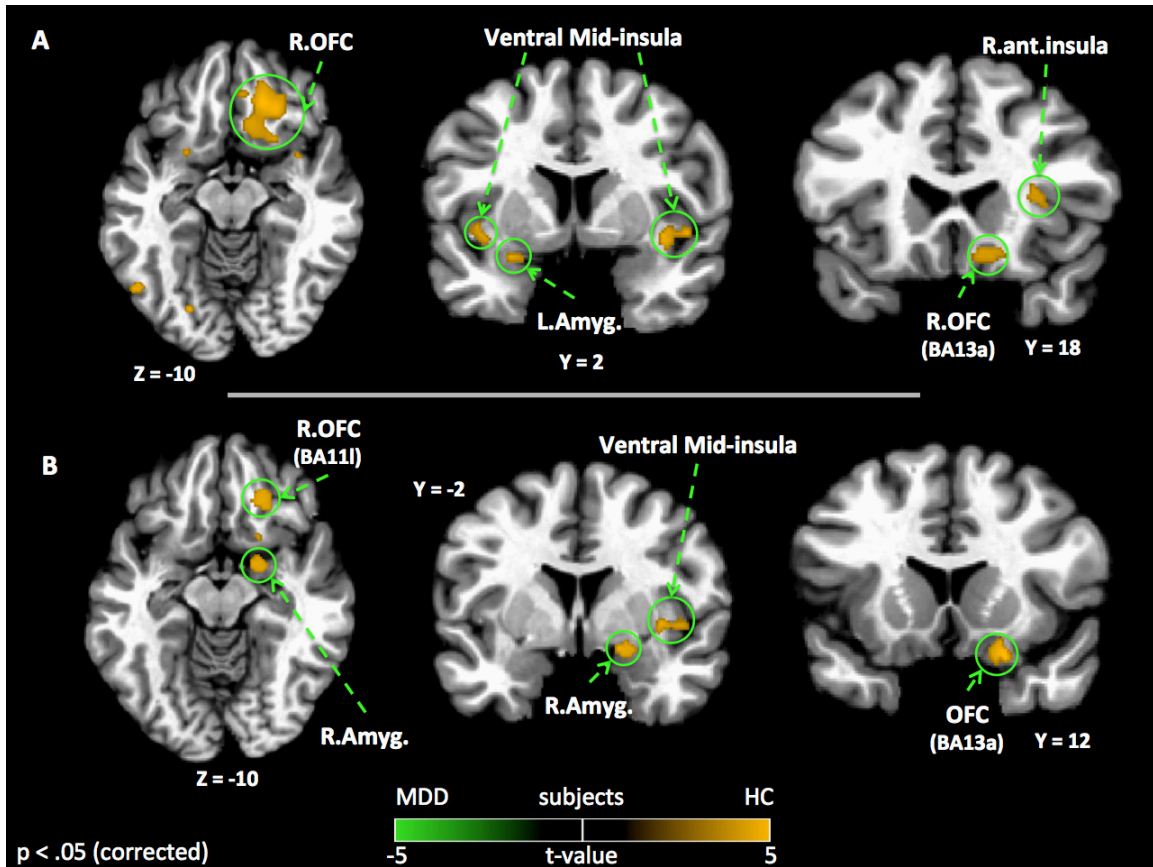 A
R.OFC
Ventral Mid-insula
R.ant.insula
L.Amyg.
R.OFC
(BA13a)
Y = 18
Y = 2
Z = -10
R.OFC
(BA11l)
B
Ventral Mid-insula
Y = -2
R.Amyg.
R.Amyg.
OFC
(BA13a)
Y = 12
Z = -10
MDD subjects HC
-5 t-value 5
p < .05 (corrected)